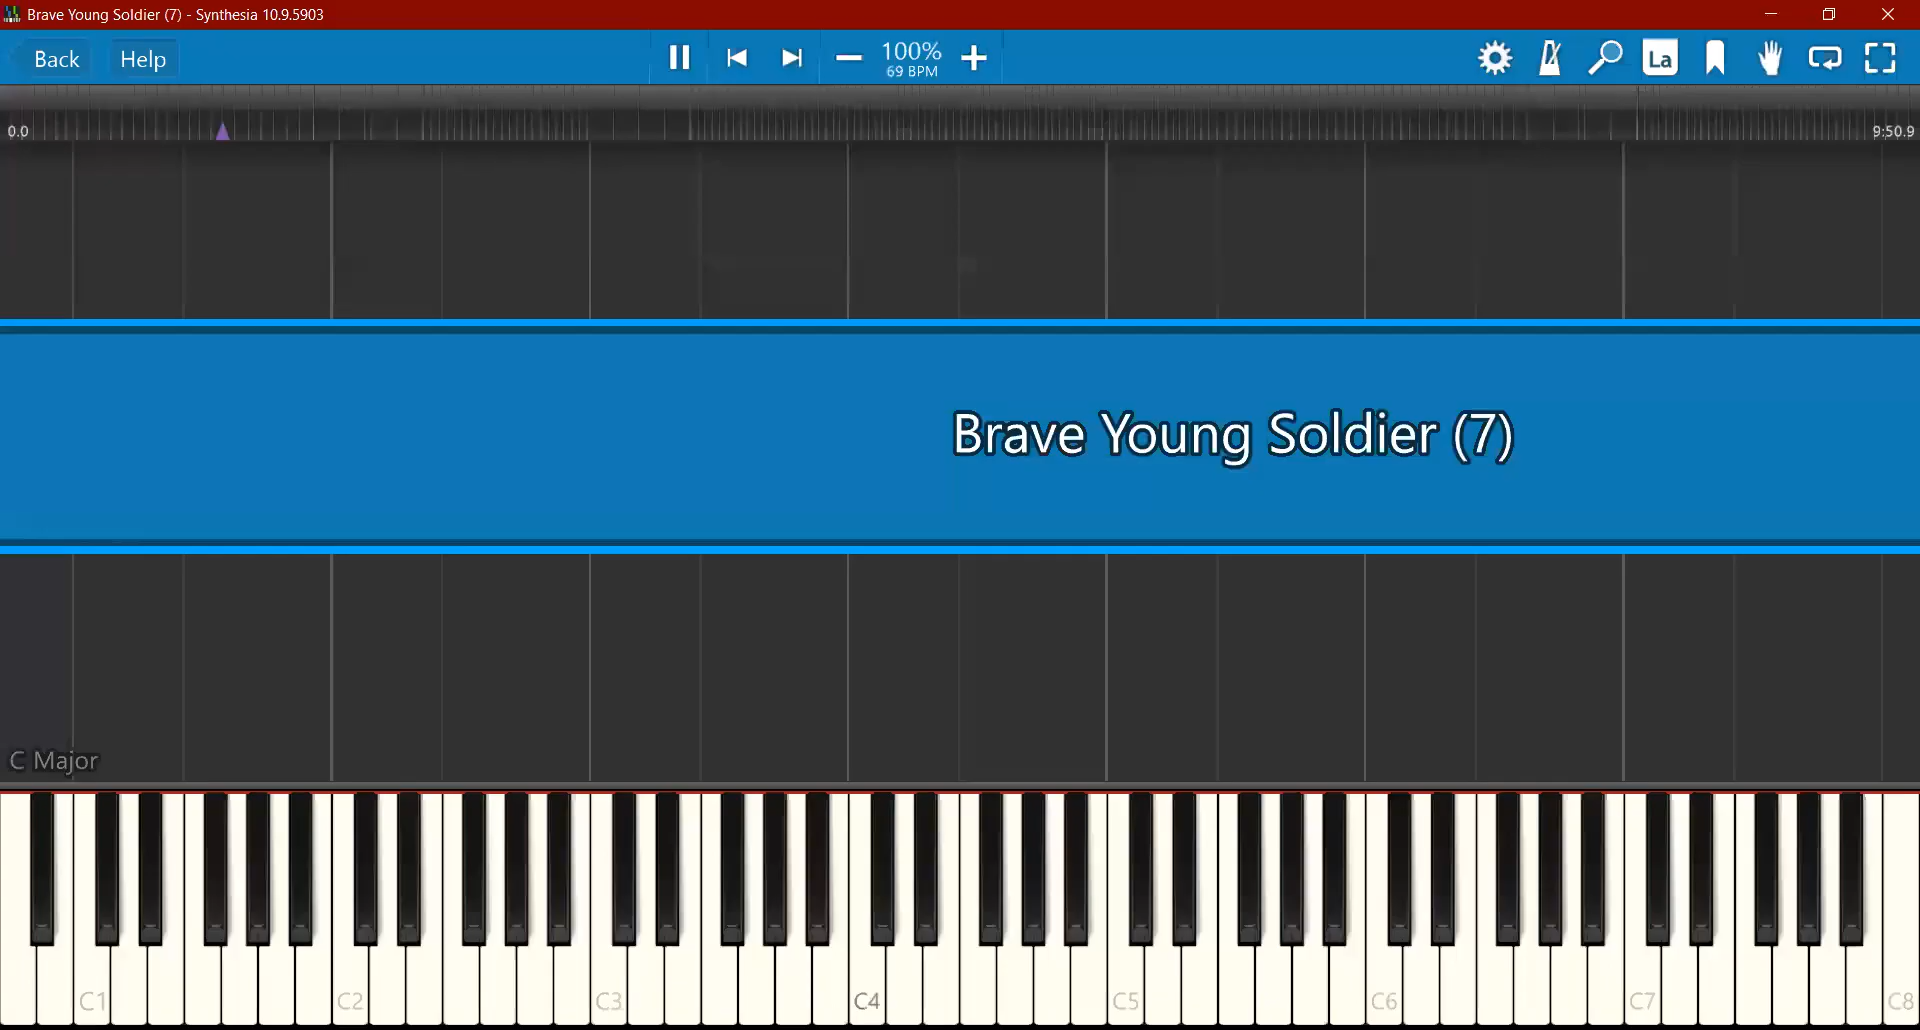 Brave Young Soldier (7) - Synthesia 10.9.5903
Back
Help
100%
69 BPM
La
0.0
9:50.9
Brave Young Soldier (7)
C Major
C1
C2
C3
C4
C5
C6
C7
C8